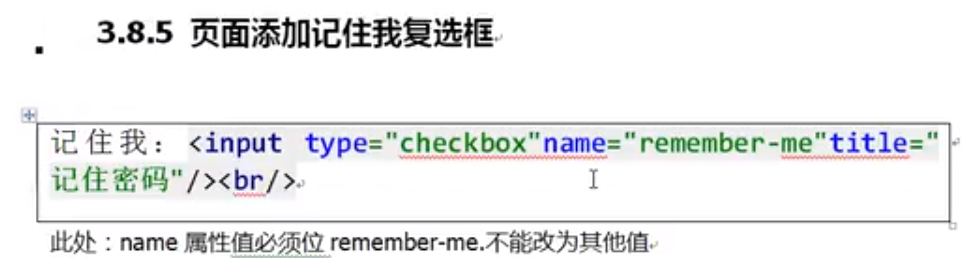 3.8.5 页面添加记住我复选框
记住我：<input type="checkbox"name="remember-me"title="
记住密码"/><br/>
此处：name 属性值必须位 remember-me.不能改为其他值